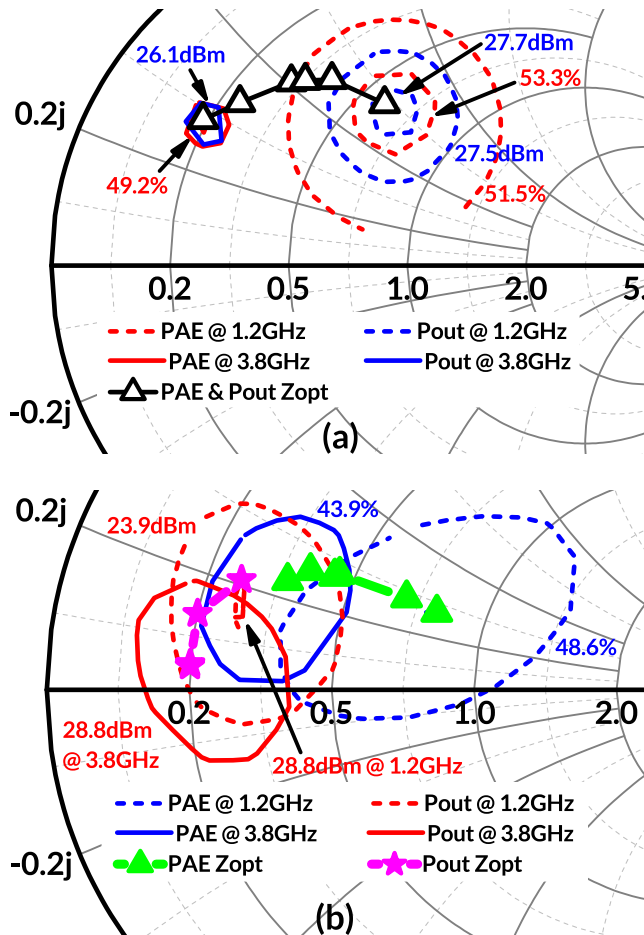 26.1dBm
27.7dBm
53.3%
0.2j
27.5dBm
49.2%
51.5%
0.2 0.5 1.0 2.0 5.
PAE @ 1.2GHz Pout @ 1.2GHz
PAE @ 3.8GHz Pout @ 3.8GHz
PAE & Pout Zopt
-0.2j
(a)
0.2j
43.9%
23.9dBm
48.6%
0.2 0.5 1.0 2.0
28.8dBm
@ 3.8GHz
28.8dBm @ 1.2GHz
PAE @ 1.2GHz Pout @ 1.2GHz
PAE @ 3.8GHz Pout @ 3.8GHz
PAE Zopt Pout Zopt
-0.2j
(b)